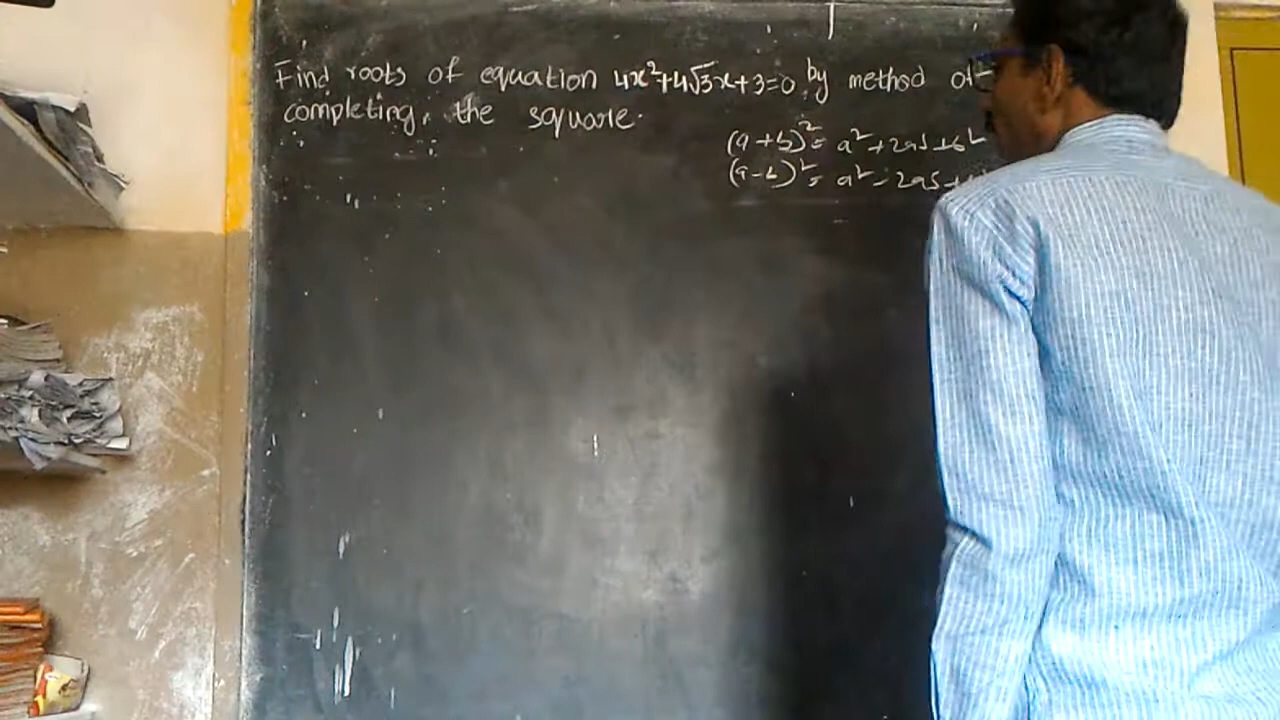 Find roots of equation 4x²+4√3x+3=0 by method of
completing the square.
(a+b)² = a²+2ab+b²
(a-b)² = a²-2ab+